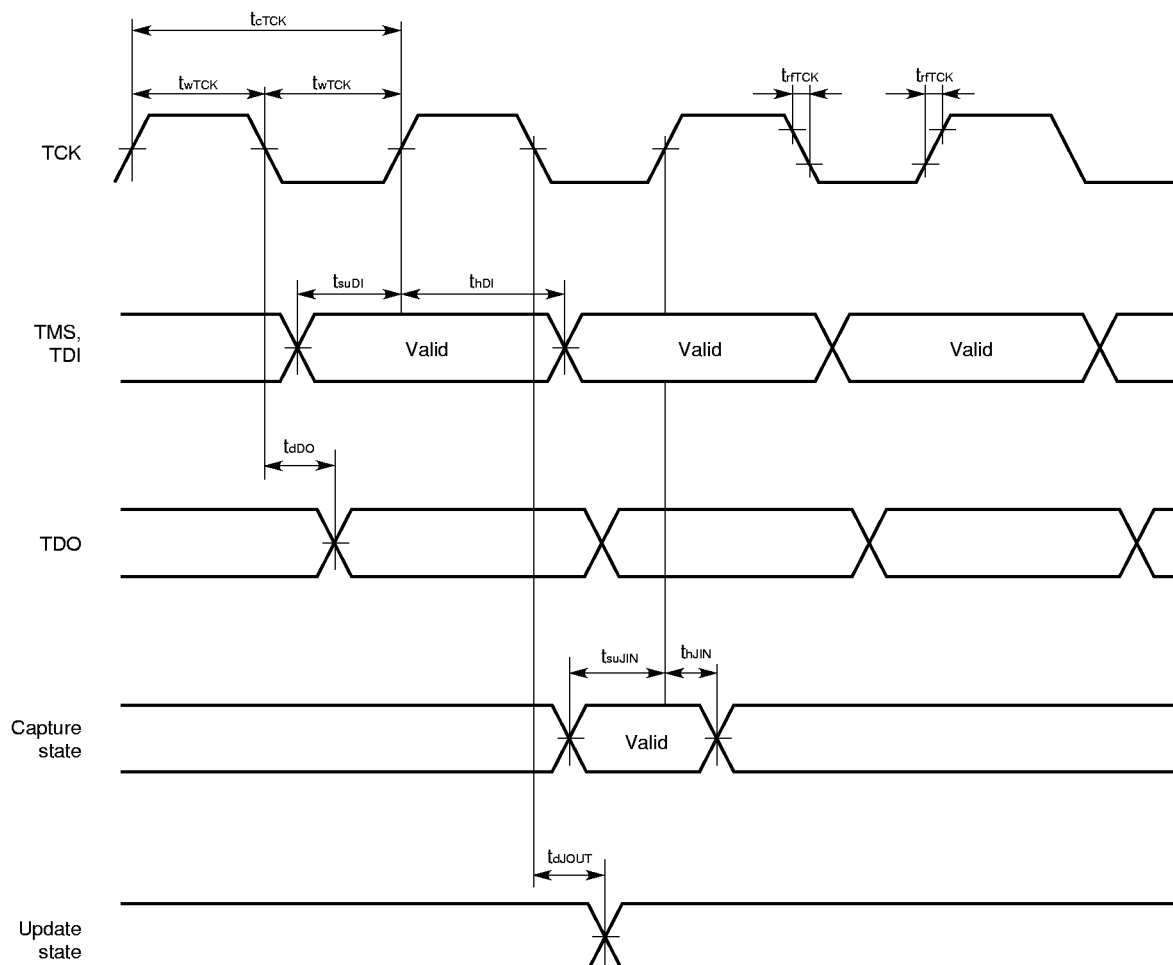 tcTCK
twTCK twTCK trfTCK trfTCK
TCK
tsuDI thDI
TMS,
TDI
Valid Valid Valid
tdDO
TDO
tsuJIN thJIN
Capture
state
Valid
tdJOUT
Update
state